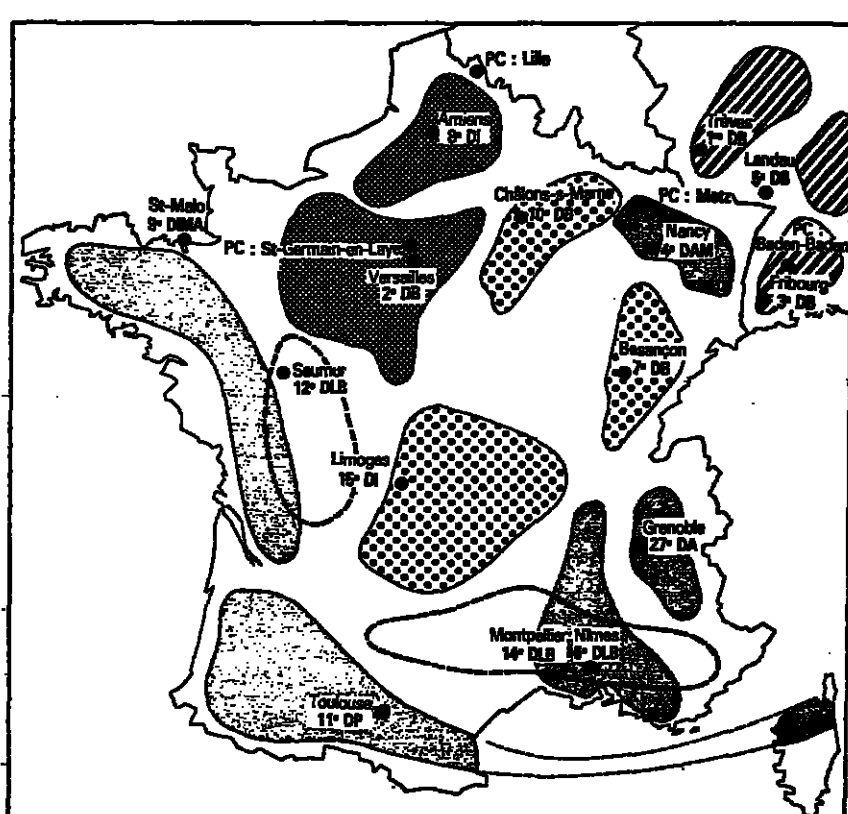 PC : Lille
Amiens
8e DI
Trèves
1re DB
Landau
5e DB
Châlons-s-Marne
10e DB
PC : Metz
St-Malo
9e DIMA
Nancy
4e DAM
PC :
Baden-Baden
PC : St-Germain-en-Laye
Versailles
2e DB
Fribourg
3e DB
Besançon
7e DB
Saumur
12e DLB
Limoges
15e DI
Grenoble
27e DA
Montpellier
14e DLB
Nîmes
6e DLB
Toulouse
11e DP